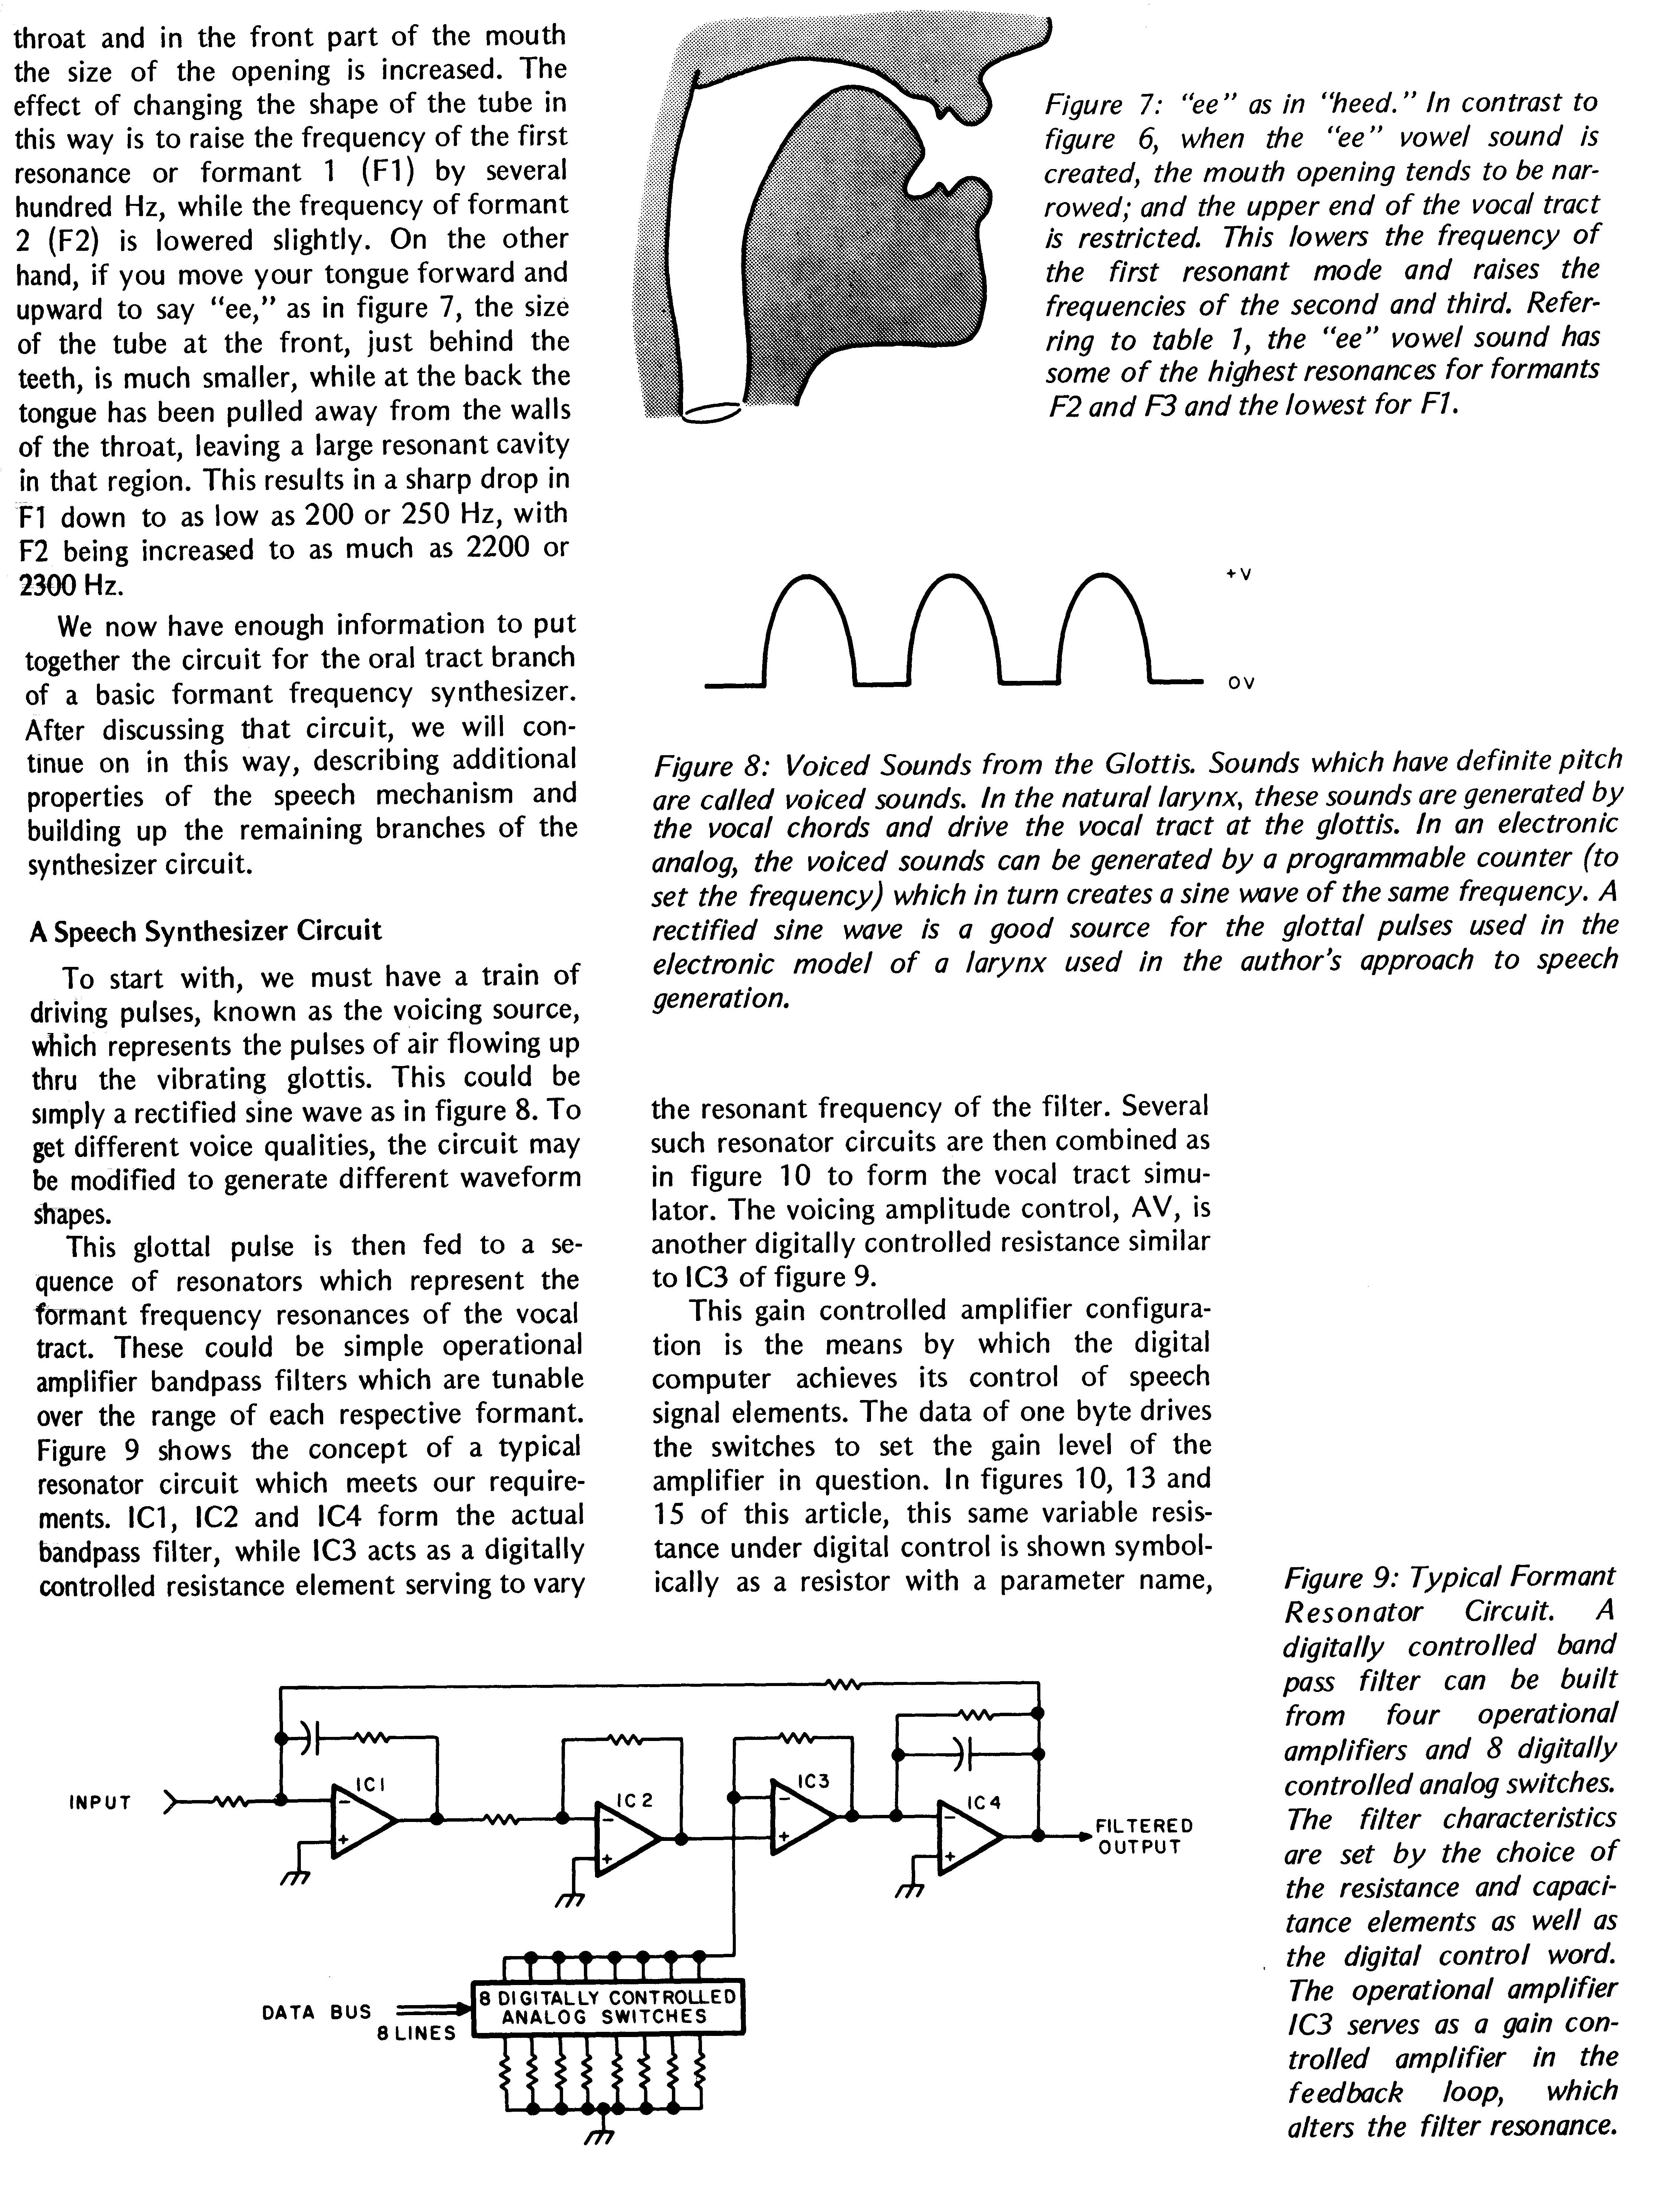 throat and in the front part of the mouth
the size of the opening is increased. The
effect of changing the shape of the tube in
this way is to raise the frequency of the first
resonance or formant 1 (F1) by several
hundred Hz, while the frequency of formant
2 (F2) is lowered slightly. On the other
hand, if you move your tongue forward and
upward to say “ee,” as in figure 7, the size
of the tube at the front, just behind the
teeth, is much smaller, while at the back the
tongue has been pulled away from the walls
of the throat, leaving a large resonant cavity
in that region. This results in a sharp drop in
F1 down to as low as 200 or 250 Hz, with
F2 being increased to as much as 2200 or
2300 Hz.
We now have enough information to put
together the circuit for the oral tract branch
of a basic formant frequency synthesizer.
After discussing that circuit, we will con-
tinue on in this way, describing additional
properties of the speech mechanism and
building up the remaining branches of the
synthesizer circuit.
A Speech Synthesizer Circuit
To start with, we must have a train of
driving pulses, known as the voicing source,
which represents the pulses of air flowing up
thru the vibrating glottis. This could be
simply a rectified sine wave as in figure 8. To
get different voice qualities, the circuit may
be modified to generate different waveform
shapes.
This glottal pulse is then fed to a se-
quence of resonators which represent the
formant frequency resonances of the vocal
tract. These could be simple operational
amplifier bandpass filters which are tunable
over the range of each respective formant.
Figure 9 shows the concept of a typical
resonator circuit which meets our require-
ments. IC1, IC2 and IC4 form the actual
bandpass filter, while IC3 acts as a digitally
controlled resistance element serving to vary
Figure 7: “ee” as in “heed.” In contrast to
figure 6, when the “ee” vowel sound is
created, the mouth opening tends to be nar-
rowed; and the upper end of the vocal tract
is restricted. This lowers the frequency of
the first resonant mode and raises the
frequencies of the second and third. Refer-
ring to table 1, the “ee” vowel sound has
some of the highest resonances for formants
F2 and F3 and the lowest for F1.
+V
0V
Figure 8: Voiced Sounds from the Glottis. Sounds which have definite pitch
are called voiced sounds. In the natural larynx, these sounds are generated by
the vocal chords and drive the vocal tract at the glottis. In an electronic
analog, the voiced sounds can be generated by a programmable counter (to
set the frequency) which in turn creates a sine wave of the same frequency. A
rectified sine wave is a good source for the glottal pulses used in the
electronic model of a larynx used in the author's approach to speech
generation.
the resonant frequency of the filter. Several
such resonator circuits are then combined as
in figure 10 to form the vocal tract simu-
lator. The voicing amplitude control, AV, is
another digitally controlled resistance similar
to IC3 of figure 9.
This gain controlled amplifier configura-
tion is the means by which the digital
computer achieves its control of speech
signal elements. The data of one byte drives
the switches to set the gain level of the
amplifier in question. In figures 10, 13 and
15 of this article, this same variable resis-
tance under digital control is shown symbol-
ically as a resistor with a parameter name,
Figure 9: Typical Formant
Resonator Circuit. A
digitally controlled band
pass filter can be built
from four operational
amplifiers and 8 digitally
controlled analog switches.
The filter characteristics
are set by the choice of
the resistance and capaci-
tance elements as well as
the digital control word.
The operational amplifier
IC3 serves as a gain con-
trolled amplifier in the
feedback loop, which
alters the filter resonance.
INPUT
IC1
−
+
IC2
−
+
IC3
−
+
IC4
−
+
FILTERED
OUTPUT
DATA BUS
8 LINES
8 DIGITALLY CONTROLLED
ANALOG SWITCHES